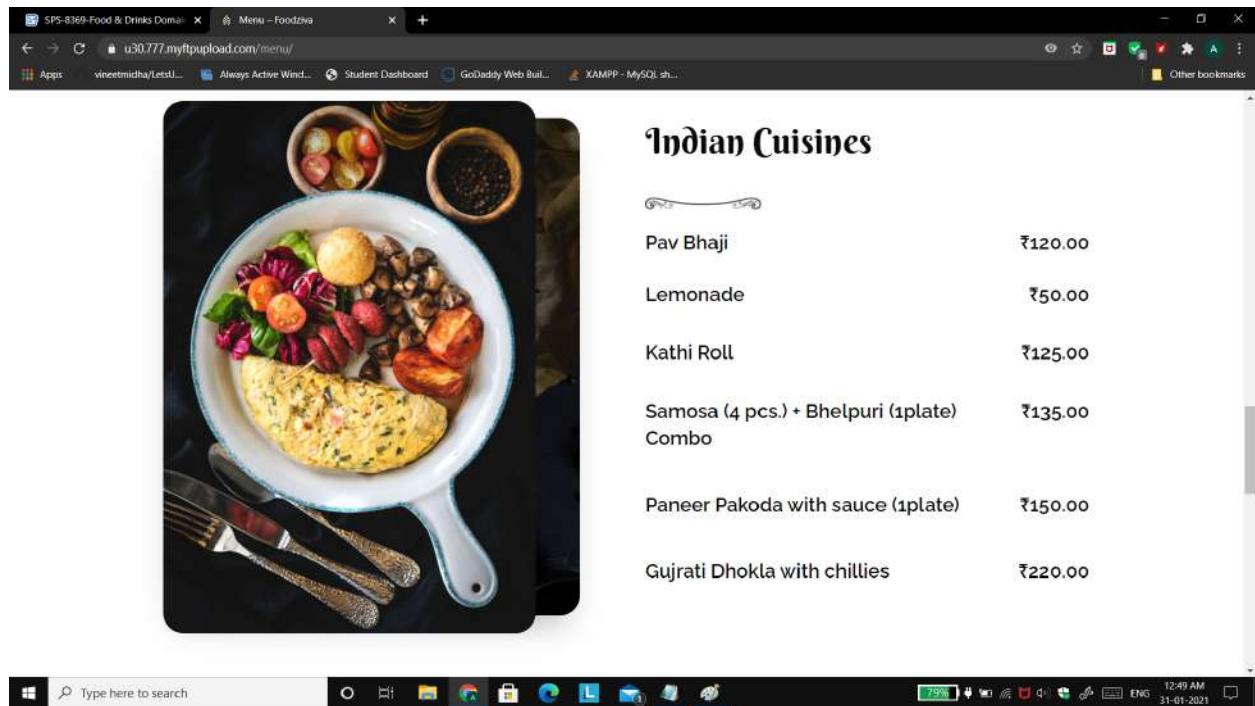 SPS-8369-Food & Drinks Domai
Menu – Foodziva
u30.777.myftpupload.com/menu/
Apps
vineetmidha/LetsU...
Always Active Wind...
Student Dashboard
GoDaddy Web Buil...
XAMPP - MySQL sh...
Other bookmarks
Indian Cuisines
Pav Bhaji ₹120.00
Lemonade ₹50.00
Kathi Roll ₹125.00
Samosa (4 pcs.) + Bhelpuri (1plate) ₹135.00
Combo
Paneer Pakoda with sauce (1plate) ₹150.00
Gujrati Dhokla with chillies ₹220.00
Type here to search
79%
ENG
12:49 AM
31-01-2021